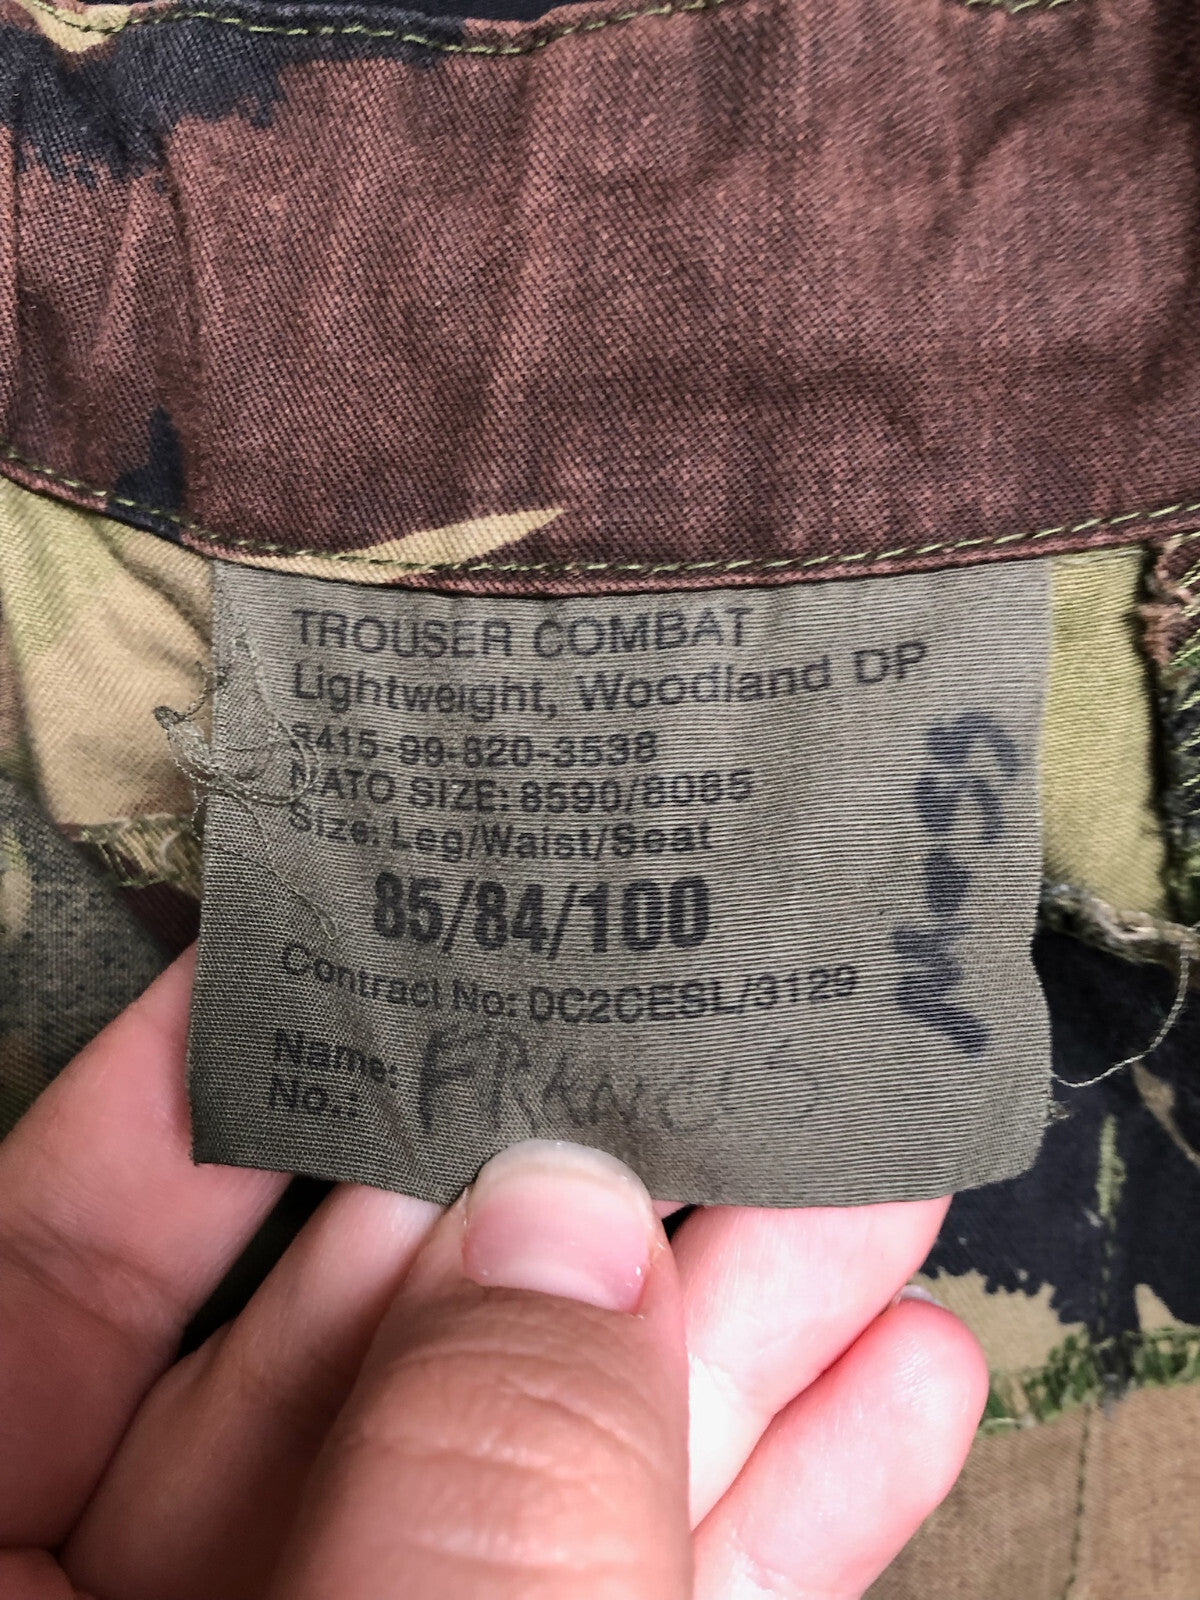 TROUSER COMBAT
Lightweight, Woodland DP
8415-99-820-3538
NATO SIZE: 8590/8085
Size: Leg/Waist/Seat
85/84/100
Contract No: DC2CESL/3129
Name:
No.: